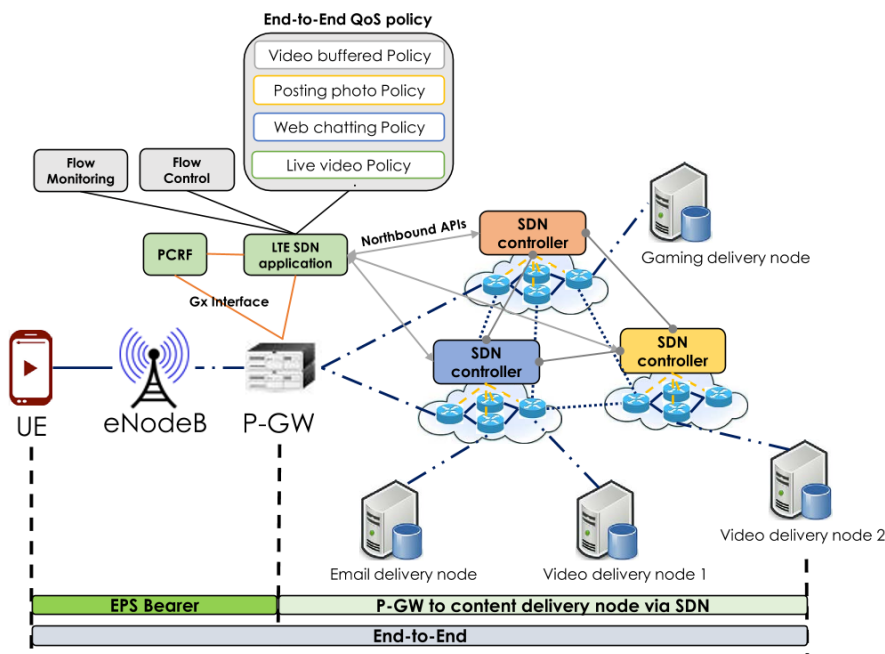 End-to-End QoS policy
Video buffered Policy
Posting photo Policy
Web chatting Policy
Live video Policy
.
Flow
Monitoring
Flow
Control
PCRF
LTE SDN
application
Northbound APIs
Gx Interface
SDN
controller
SDN
controller
SDN
controller
Gaming delivery node
UE
eNodeB
P-GW
Email delivery node
Video delivery node 1
Video delivery node 2
EPS Bearer
P-GW to content delivery node via SDN
End-to-End